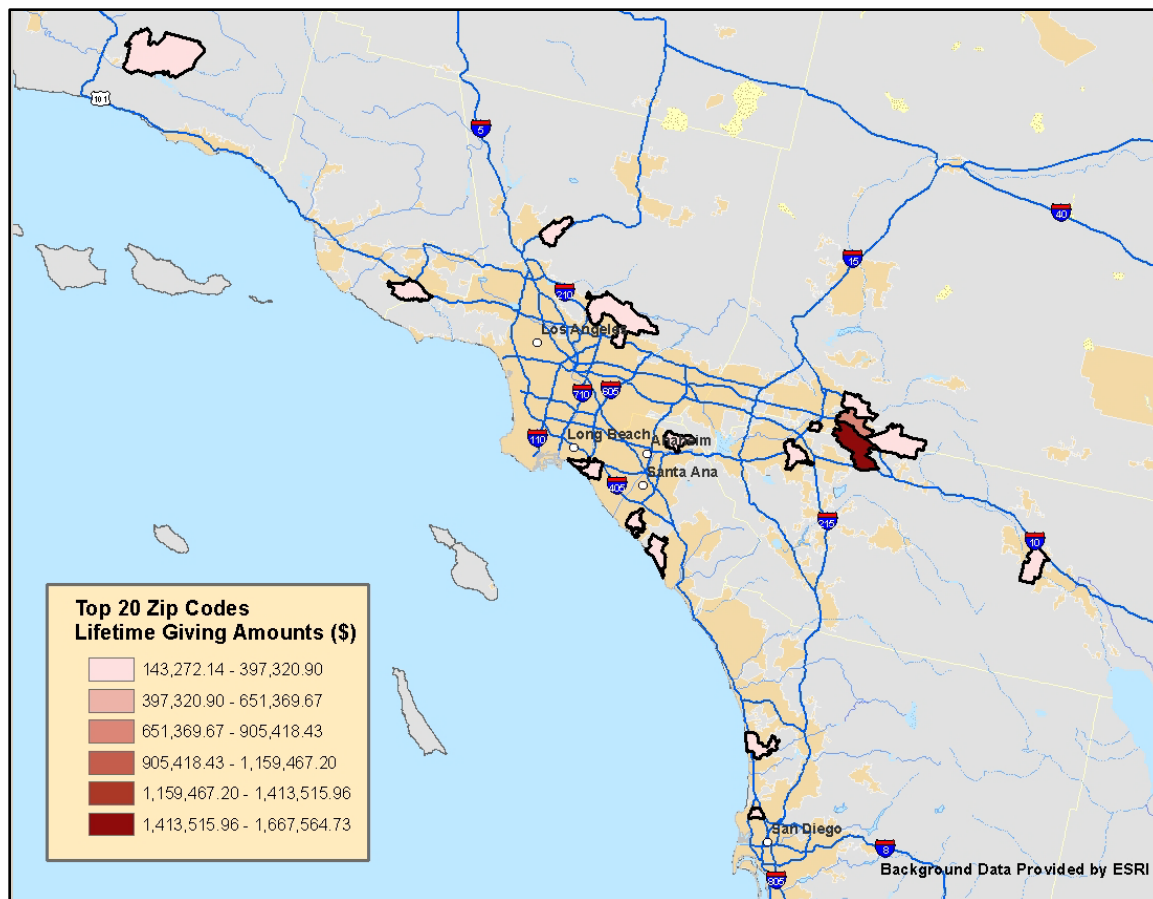 101
5
40
15
210
Los Angeles
710
605
110
Long Beach
Anaheim
Santa Ana
405
215
10
Top 20 Zip Codes
Lifetime Giving Amounts ($)
143,272.14 - 397,320.90
397,320.90 - 651,369.67
651,369.67 - 905,418.43
905,418.43 - 1,159,467.20
1,159,467.20 - 1,413,515.96
1,413,515.96 - 1,667,564.73
San Diego
8
Background Data Provided by ESRI
805